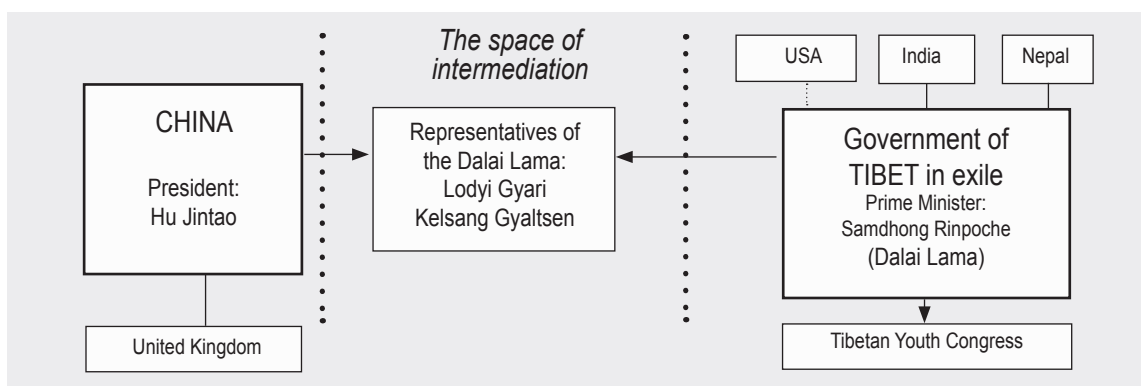 The space of
intermediation
CHINA
President:
Hu Jintao
United Kingdom
Representatives of
the Dalai Lama:
Lodyi Gyari
Kelsang Gyaltsen
USA
India
Nepal
Government of
TIBET in exile
Prime Minister:
Samdhong Rinpoche
(Dalai Lama)
Tibetan Youth Congress